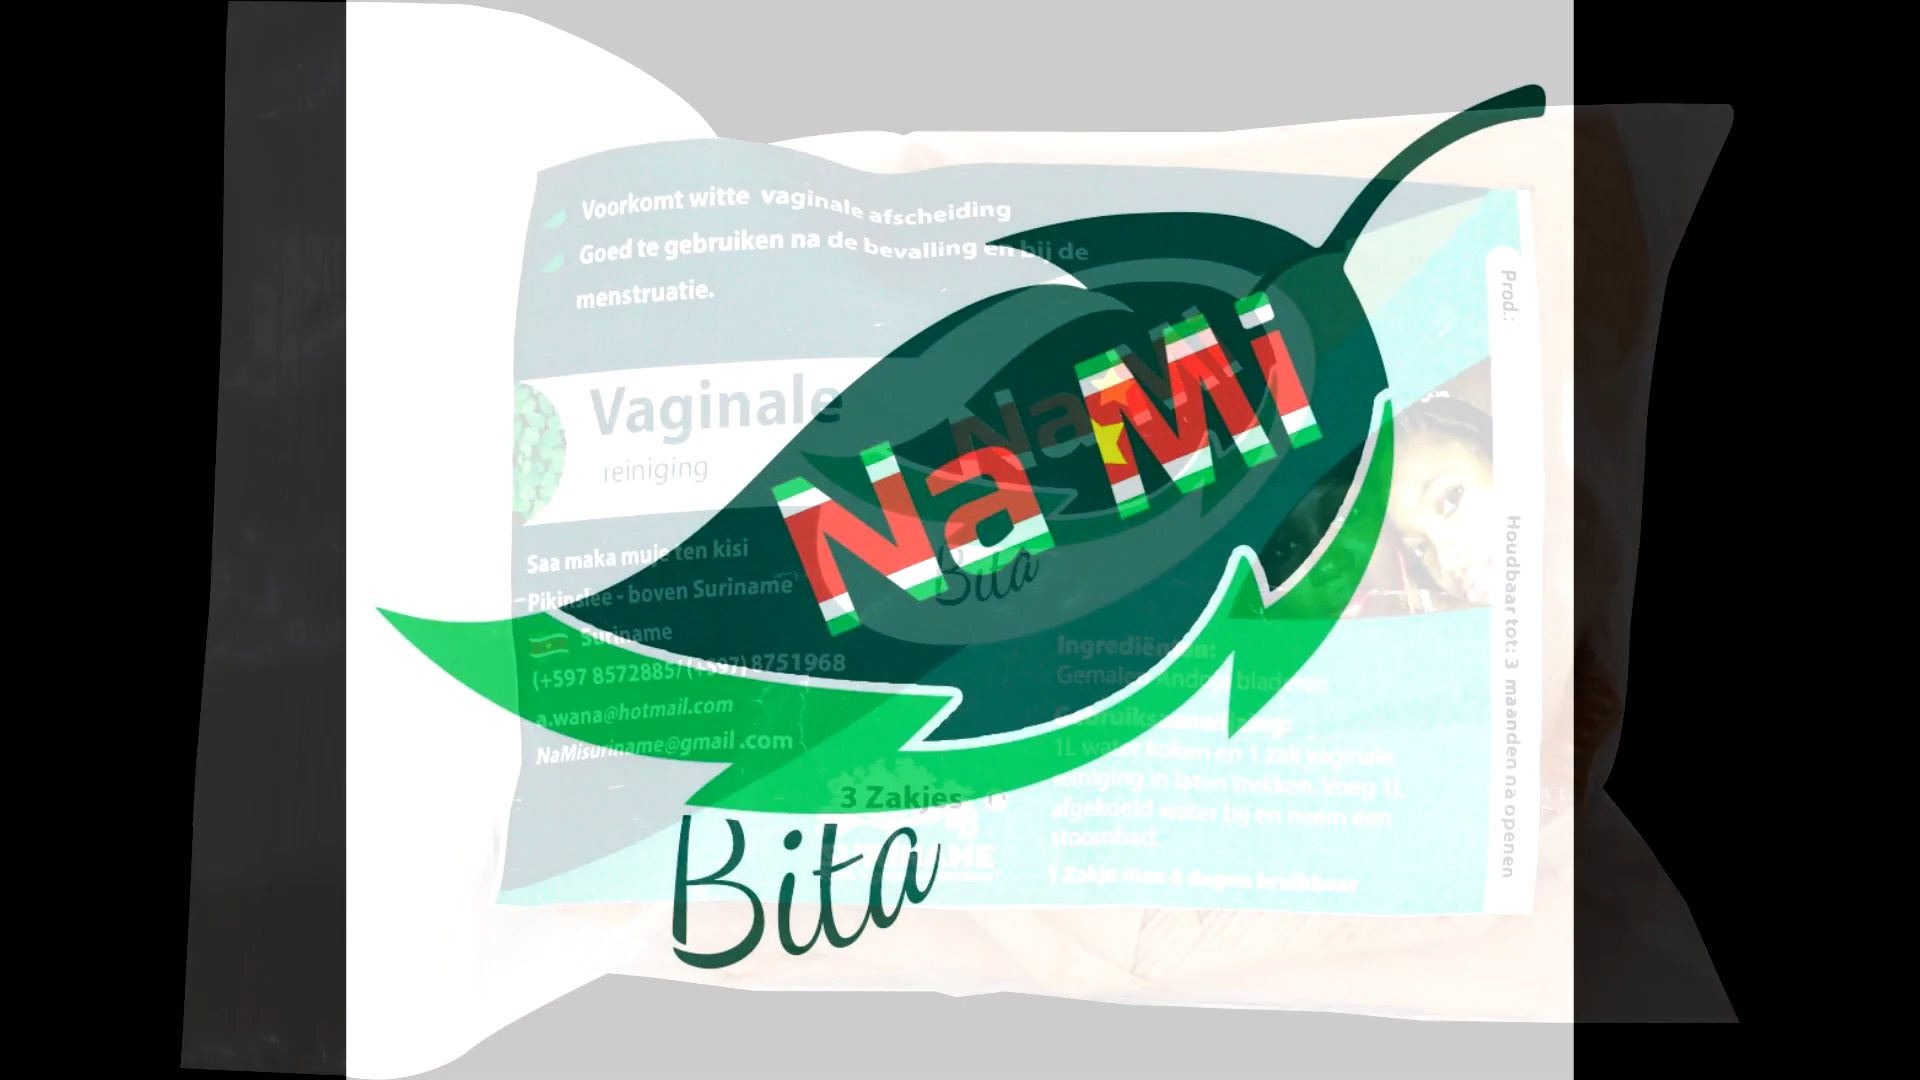 Voorkomt witte vaginale afscheiding
Goed te gebruiken na de bevalling en bij de
menstruatie.
Vaginale
reiniging
Saa maka muje ten kisi
Pikinslee - boven Suriname
Suriname
(+597 8572885/ (+597) 8751968
a.wana@hotmail.com
NaMisuriname@gmail .com
3 Zakjes
Na Mi
Bita
Na Mi
Bita
Ingrediënten:
Gemalen Andoja bladeren
Gebruiksaanwijzing:
1L water koken en 1 zak vaginale
reiniging in laten trekken. Voeg 1L
afgekoeld water bij en neem een
stoombad.
1 Zakje max 4 dagen bruikbaar
Prod.:
Houdbaar tot: 3 maanden na openen